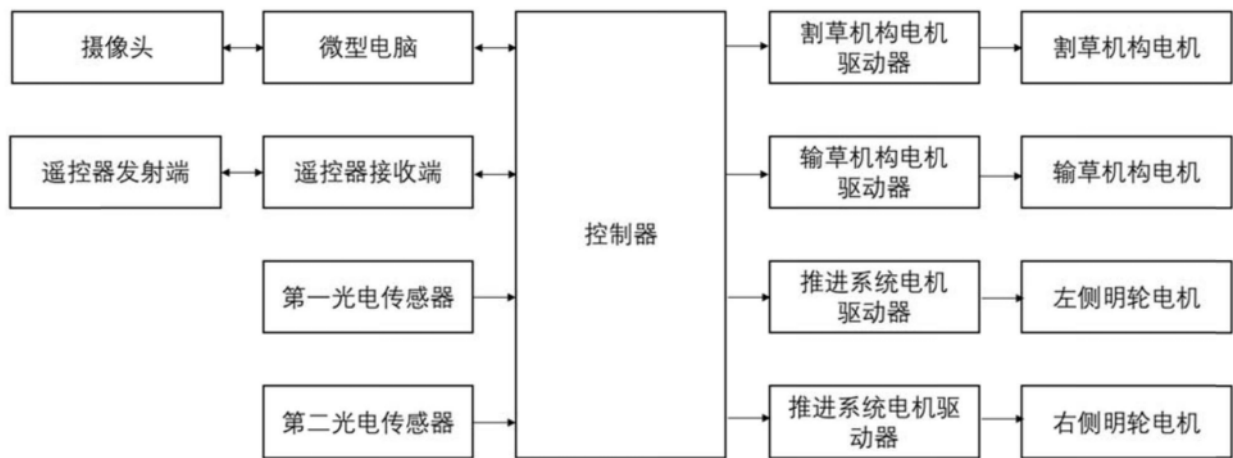 摄像头
微型电脑
割草机构电机
驱动器
割草机构电机
遥控器发射端
遥控器接收端
输草机构电机
驱动器
输草机构电机
控制器
第一光电传感器
推进系统电机
驱动器
左侧明轮电机
第二光电传感器
推进系统电机驱
动器
右侧明轮电机